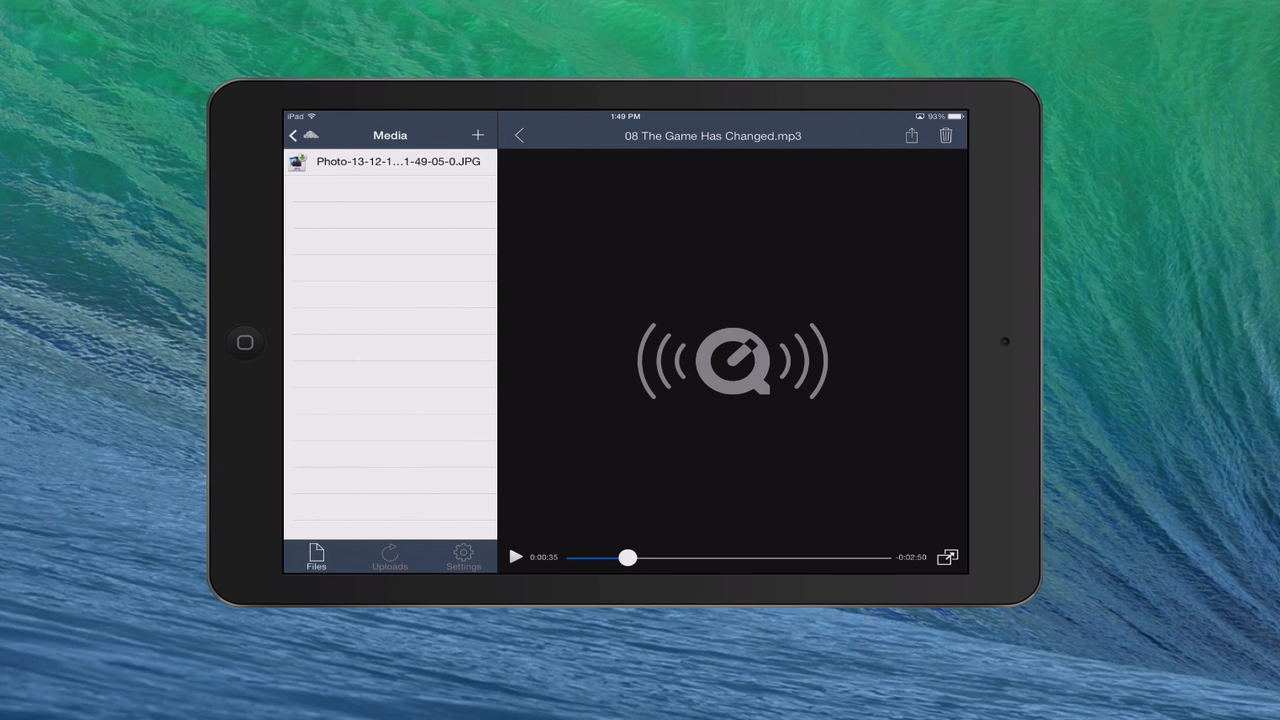 iPad
1:49 PM
93%
Media
08 The Game Has Changed.mp3
Photo-13-12-1...1-49-05-0.JPG
0:00:35
-0:02:50
Files
Uploads
Settings